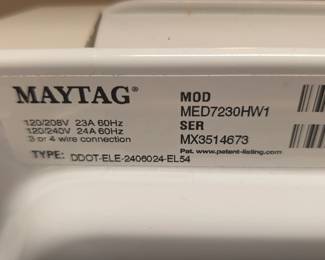 MAYTAG®
MOD
MED7230HW1
120/208V 23A 60Hz
120/240V 24A 60Hz
3 or 4 wire connection
SER
MX3514673
Pat. www.patent-listing.com
TYPE: DDOT-ELE-2406024-EL54